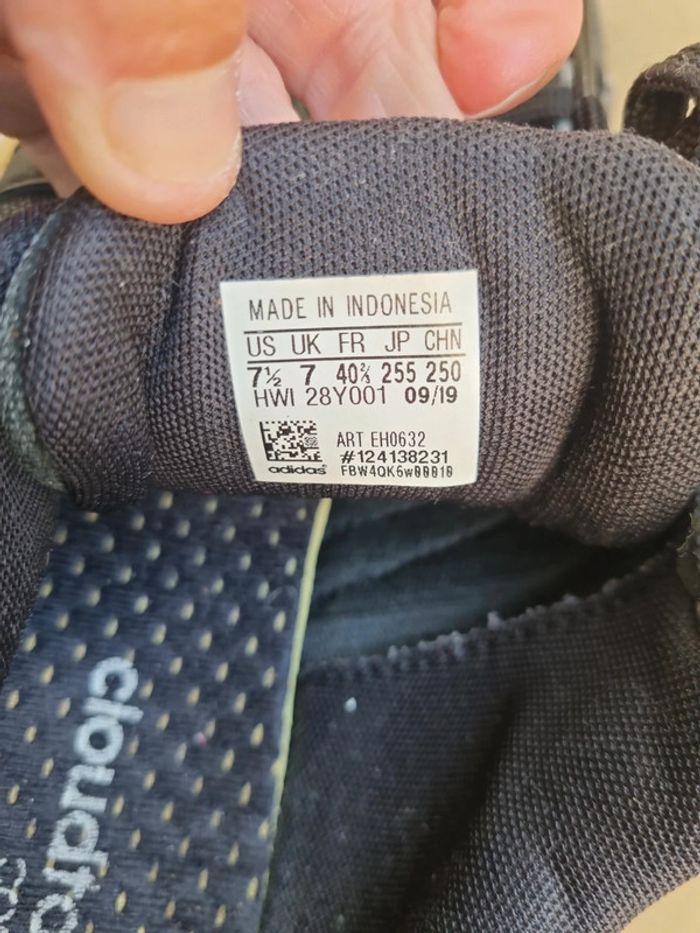 MADE IN INDONESIA
US UK FR JP CHN
7½ 7 40⅔ 255 250
HWI 28Y001 09/19
ART EH0632
#124138231
adidas FBW4QK6w00010